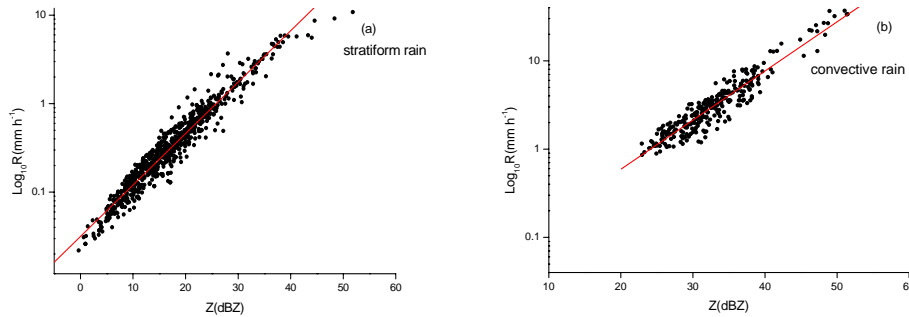 (a)
stratiform rain
10
1
0.1
Log10R(mm h-1)
0 10 20 30 40 50 60
Z(dBZ)
(b)
convective rain
10
1
0.1
Log10R(mm h-1)
10 20 30 40 50 60
Z(dBZ)